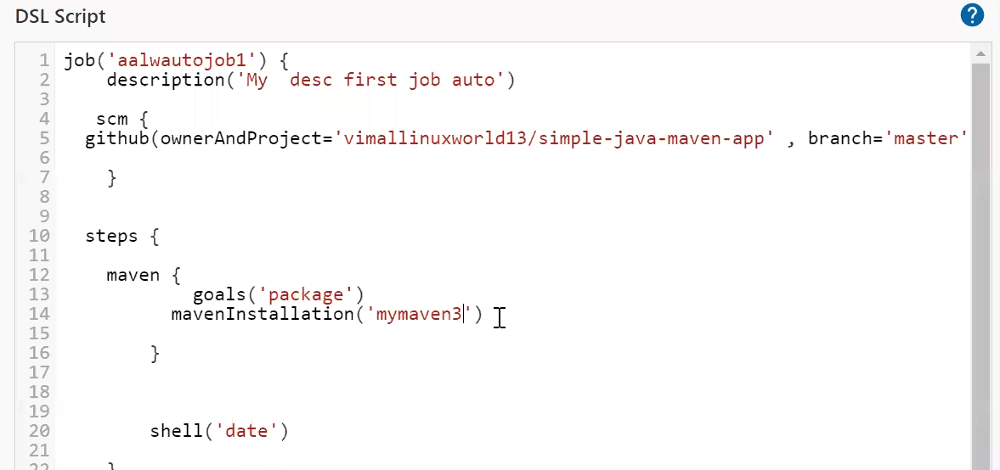 DSL Script
?
1 job('aalwautojob1') {
2 description('My  desc first job auto')
3
4 scm {
5 github(ownerAndProject='vimallinuxworld13/simple-java-maven-app' , branch='master'
6
7 }
8
9
10 steps {
11
12 maven {
13 goals('package')
14 mavenInstallation('mymaven3')
15
16 }
17
18
19
20 shell('date')
21
22 }